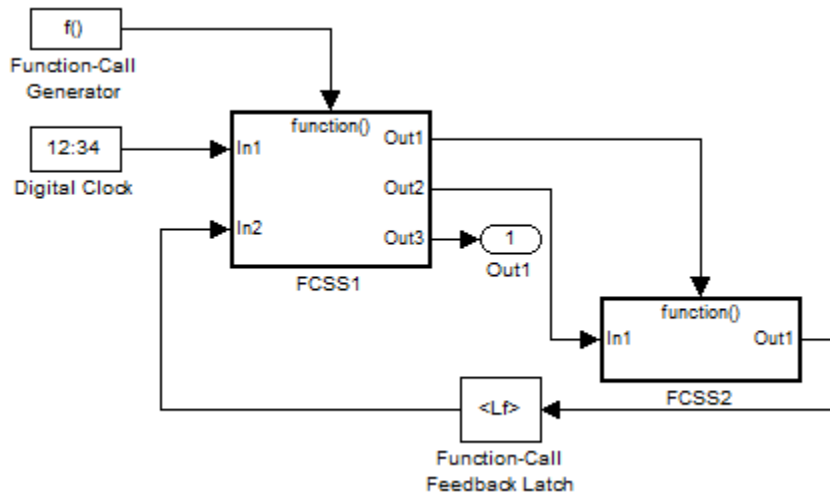 f()
Function-Call
Generator
12:34
Digital Clock
function()
In1
In2
Out1
Out2
Out3
FCSS1
1
Out1
function()
In1
Out1
FCSS2
<Lf>
Function-Call
Feedback Latch